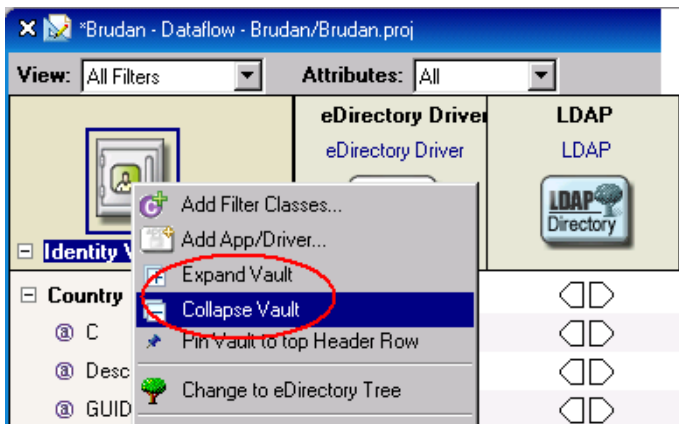 *Brudan - Dataflow - Brudan/Brudan.proj
View: All Filters Attributes: All
eDirectory Driver LDAP
eDirectory Driver LDAP
LDAP
Directory
Add Filter Classes...
Add App/Driver...
Identity V
Expand Vault
Country
Collapse Vault
C
Pin Vault to top Header Row
Desc
Change to eDirectory Tree
GUID